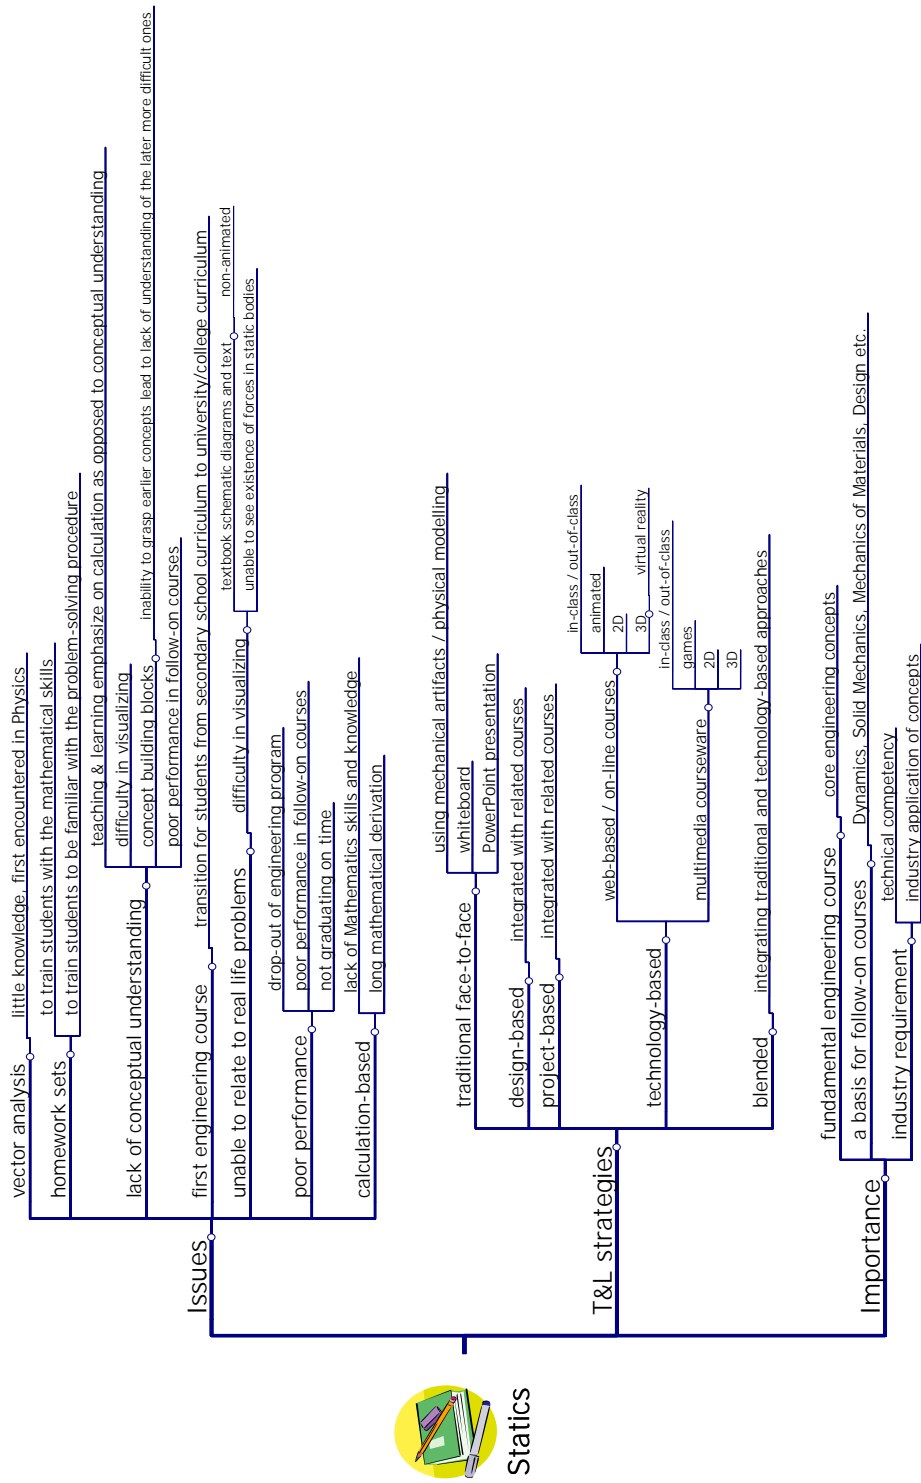 Statics
Issues
vector analysis
little knowledge, first encountered in Physics
homework sets
to train students with the mathematical skills
to train students to be familiar with the problem-solving procedure
lack of conceptual understanding
teaching & learning emphasize on calculation as opposed to conceptual understanding
difficulty in visualizing
concept building blocks
inability to grasp earlier concepts lead to lack of understanding of the later more difficult ones
poor performance in follow-on courses
first engineering course
transition for students from secondary school curriculum to university/college curriculum
unable to relate to real life problems
difficulty in visualizing
textbook schematic diagrams and text
non-animated
unable to see existence of forces in static bodies
poor performance
drop-out of engineering program
poor performance in follow-on courses
not graduating on time
calculation-based
lack of Mathematics skills and knowledge
long mathematical derivation
T&L strategies
traditional face-to-face
using mechanical artifacts / physical modelling
whiteboard
PowerPoint presentation
design-based
integrated with related courses
project-based
integrated with related courses
technology-based
web-based / on-line courses
in-class / out-of-class
animated
2D
3D
virtual reality
multimedia courseware
in-class / out-of-class
games
2D
3D
blended
integrating traditional and technology-based approaches
Importance
fundamental engineering course
core engineering concepts
a basis for follow-on courses
Dynamics, Solid Mechanics, Mechanics of Materials, Design etc.
industry requirement
technical competency
industry application of concepts